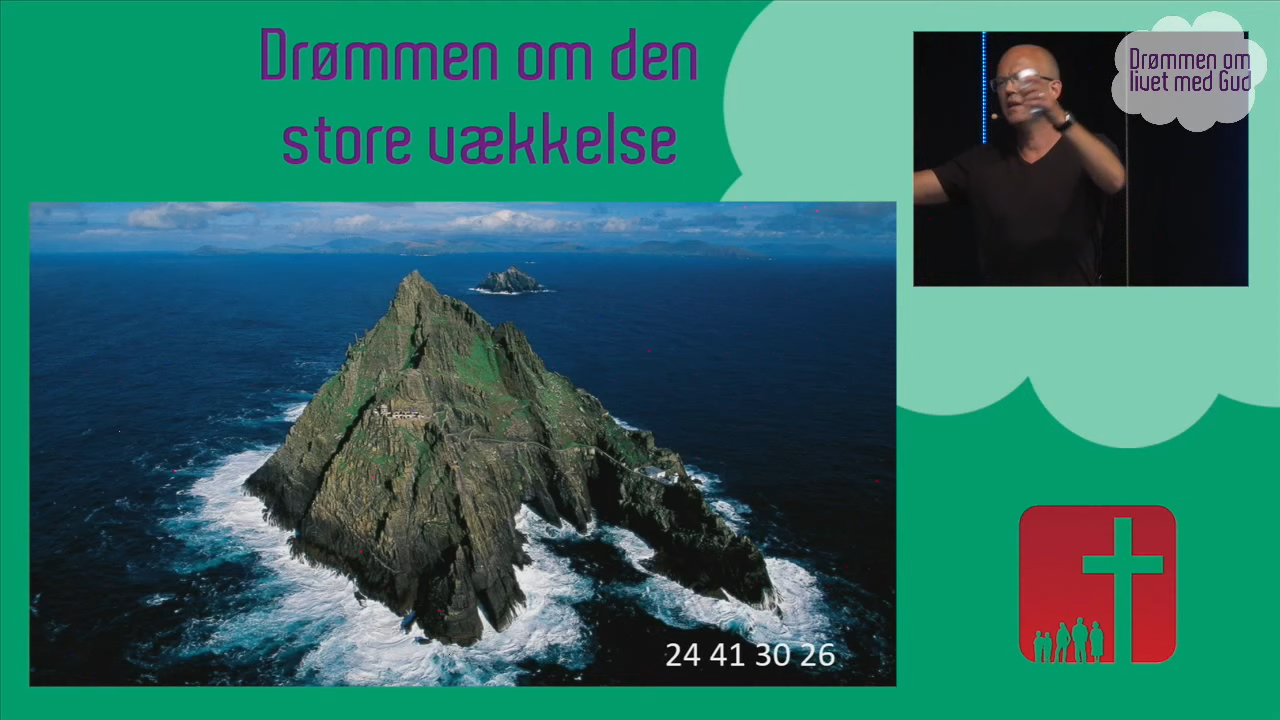 Drømmen om den
store vækkelse
Drømmen om
livet med Gud
24 41 30 26